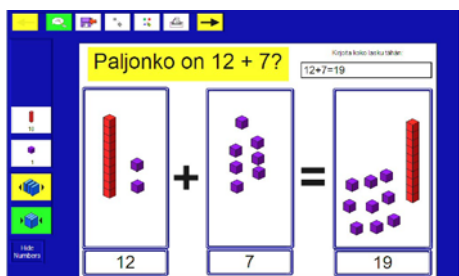 Paljonko on 12 + 7?
Kirjoita koko lasku tähän:
12+7=19
10
1
+
=
Hide
Numbers
12
7
19